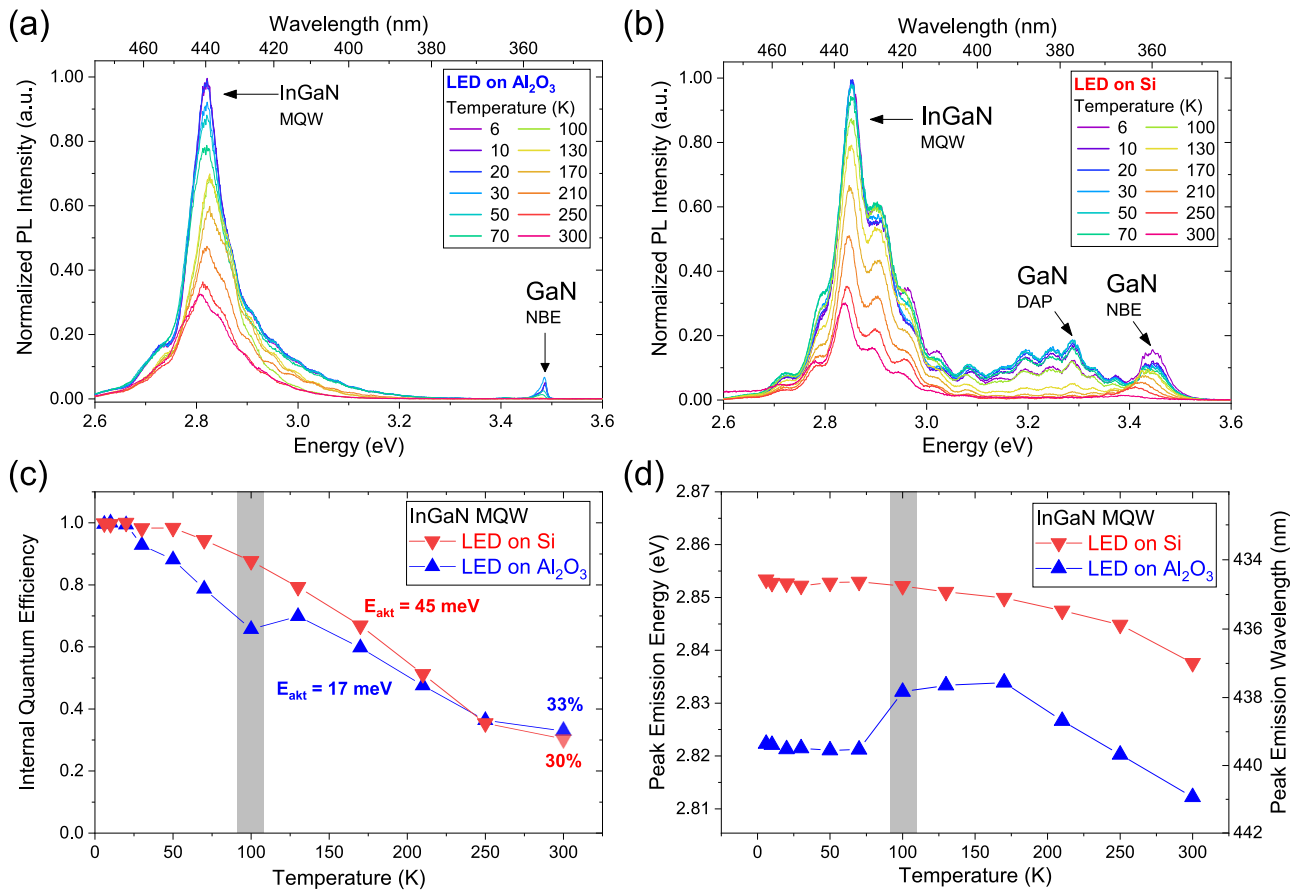 (a)
Wavelength (nm)
460 440 420 400 380 360
Normalized PL Intensity (a.u.)
1.00
0.80
0.60
0.40
0.20
0.00
InGaN
MQW
LED on Al₂O₃
Temperature (K)
6 100
10 130
20 170
30 210
50 250
70 300
GaN
NBE
2.6 2.8 3.0 3.2 3.4 3.6
Energy (eV)
(b)
Wavelength (nm)
460 440 420 400 380 360
Normalized PL Intensity (a.u.)
1.00
0.80
0.60
0.40
0.20
0.00
InGaN
MQW
LED on Si
Temperature (K)
6 100
10 130
20 170
30 210
50 250
70 300
GaN
DAP
GaN
NBE
2.6 2.8 3.0 3.2 3.4 3.6
Energy (eV)
(c)
Internal Quantum Efficiency
1.0
0.8
0.6
0.4
0.2
0.0
InGaN MQW
LED on Si
LED on Al₂O₃
Eakt = 45 meV
Eakt = 17 meV
33%
30%
0 50 100 150 200 250 300
Temperature (K)
(d)
Peak Emission Energy (eV)
2.87
2.86
2.85
2.84
2.83
2.82
2.81
InGaN MQW
LED on Si
LED on Al₂O₃
434
436
438
440
442
Peak Emission Wavelength (nm)
0 50 100 150 200 250 300
Temperature (K)